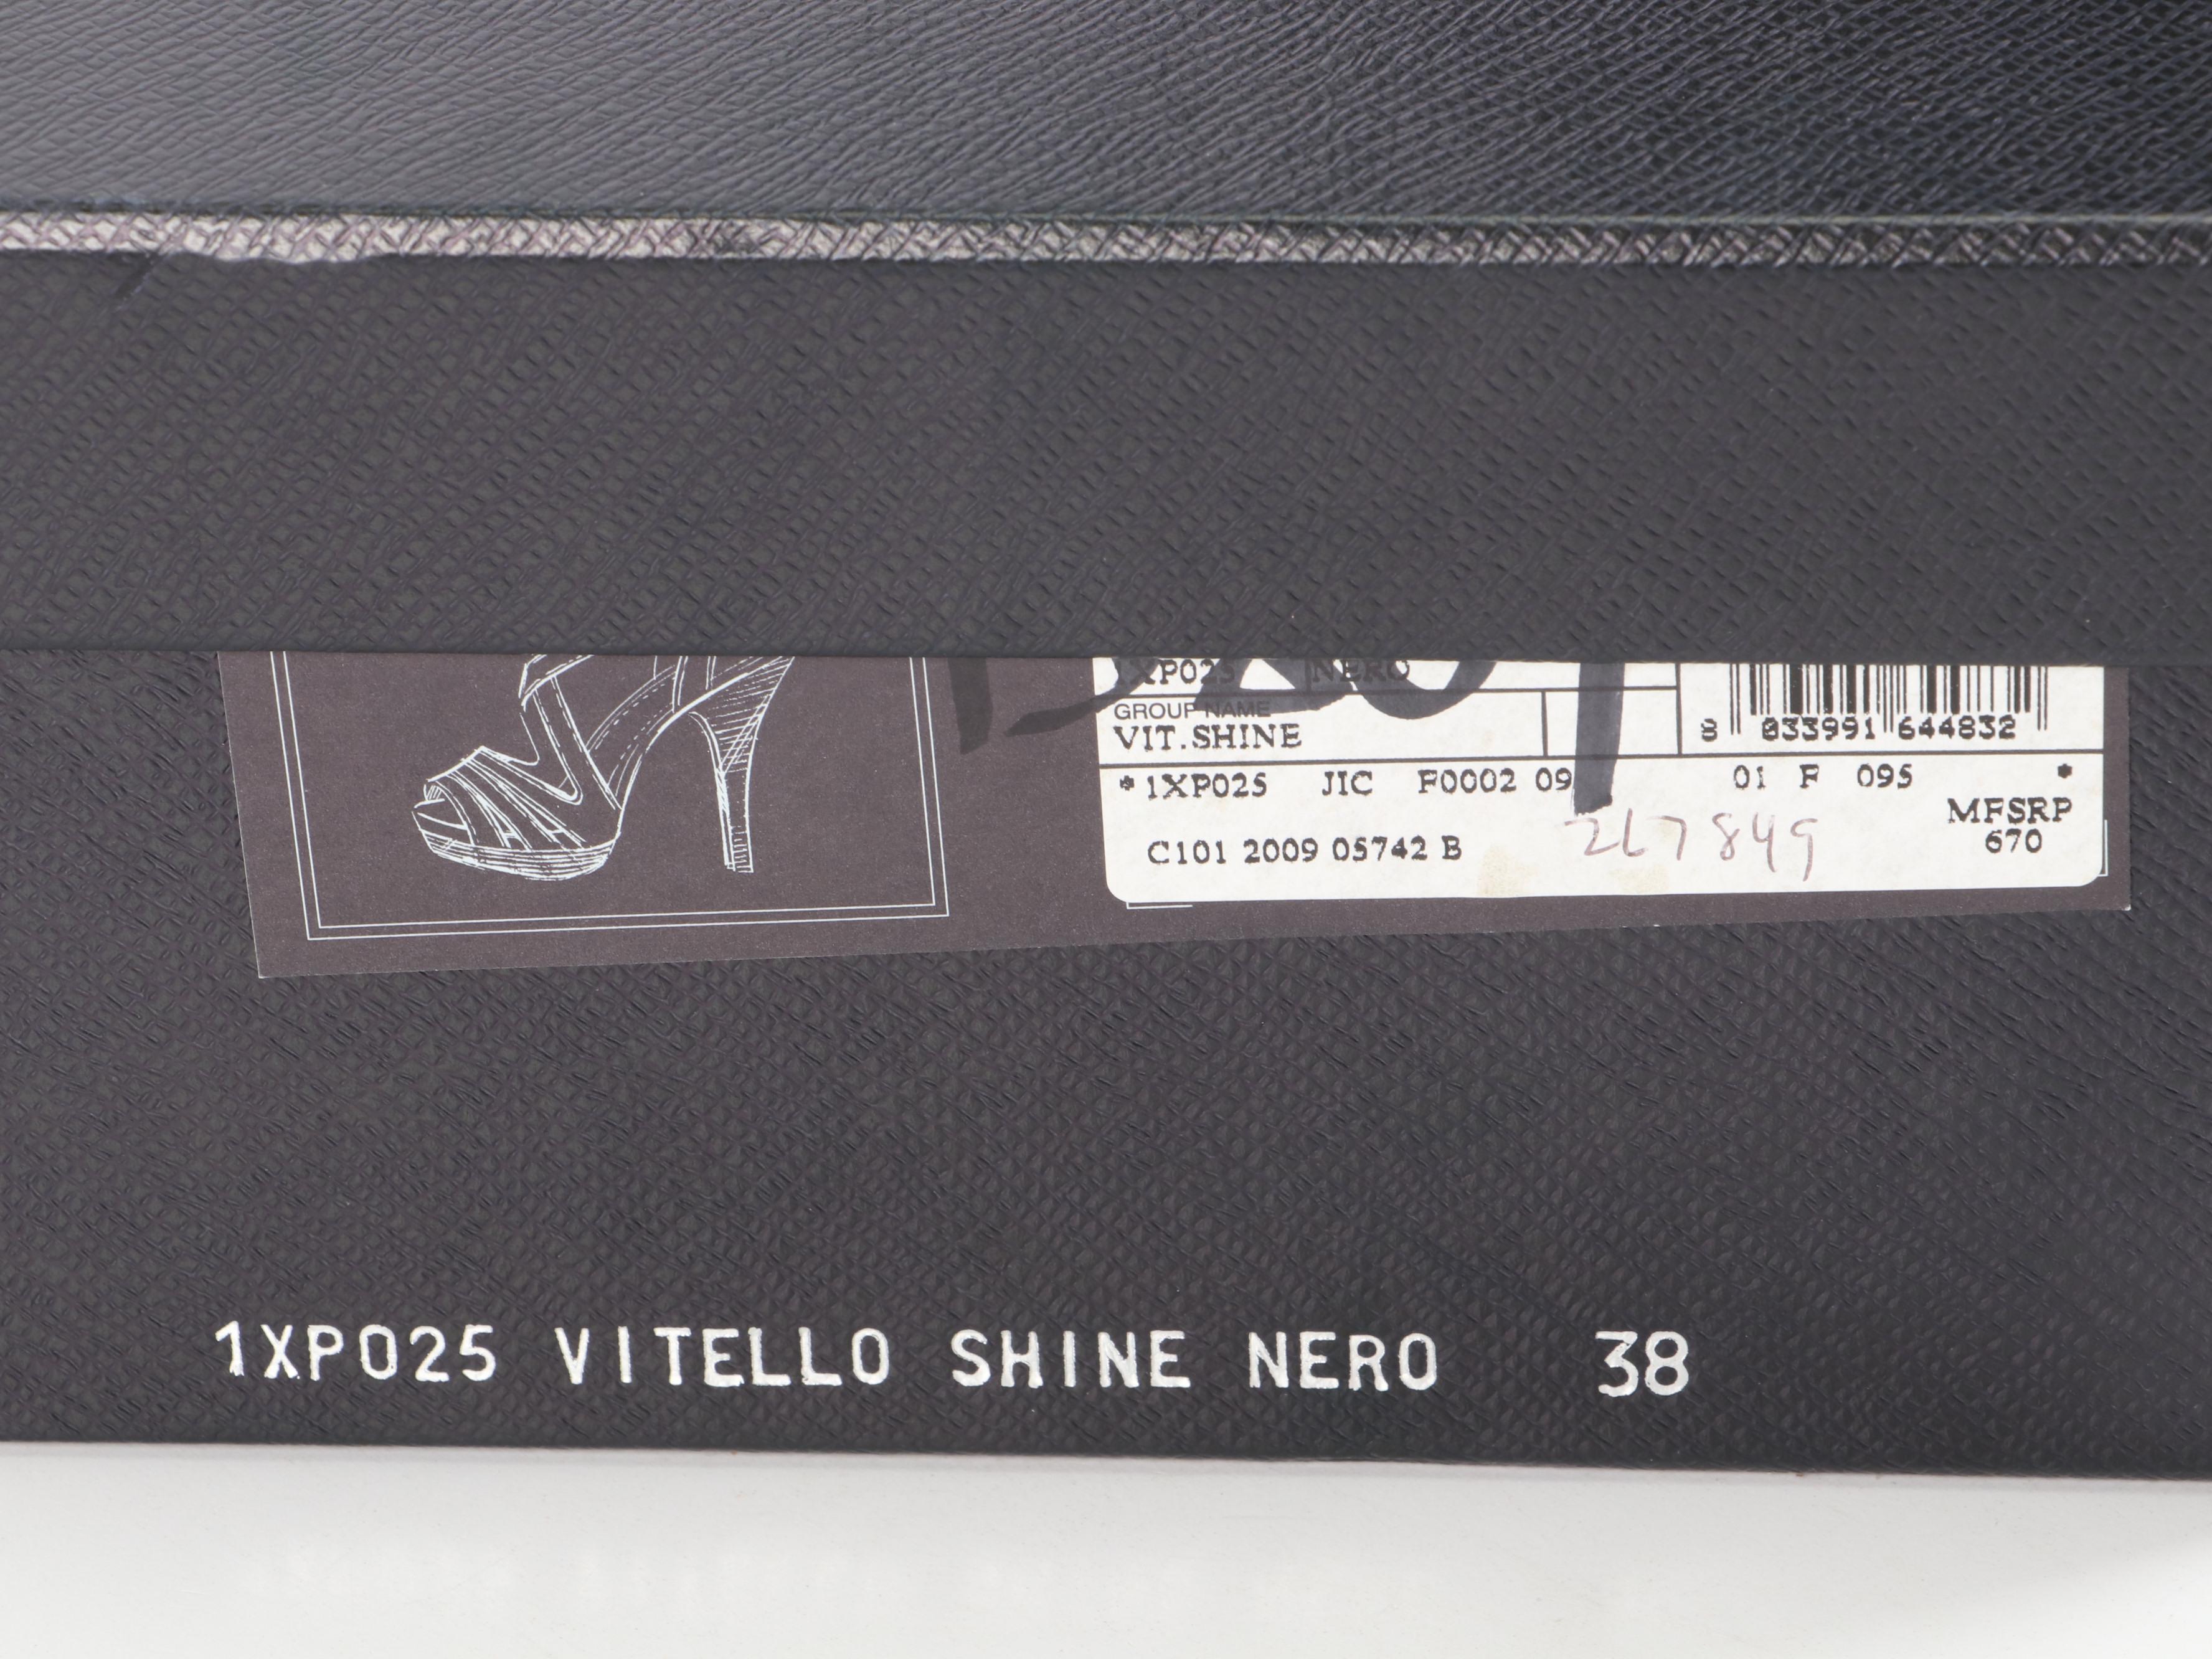 1XP025 NERO
GROUP NAME
VIT.SHINE
8 033991 644832
*1XP025 JIC F0002 09 01 F 095 *
MFSRP
670
C101 2009 05742 B
267849
1XP025 VITELLO SHINE NERO 38